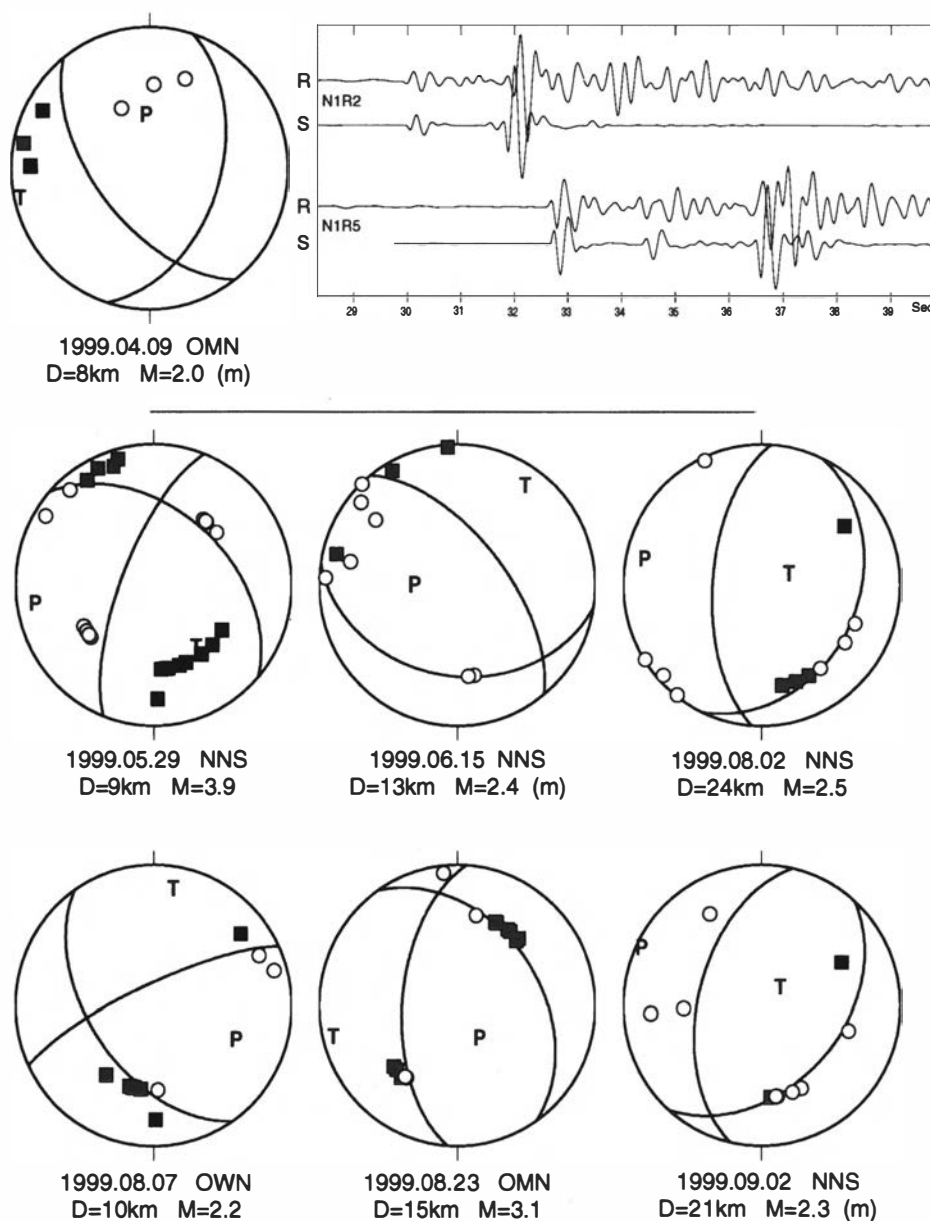 P
T
R
N1R2
S
R
N1R5
S
29 30 31 32 33 34 35 36 37 38 39 Sec
1999.04.09 OMN
D=8km M=2.0 (m)
P
T
1999.05.29 NNS
D=9km M=3.9
T
P
1999.06.15 NNS
D=13km M=2.4 (m)
P
T
1999.08.02 NNS
D=24km M=2.5
T
P
1999.08.07 OWN
D=10km M=2.2
T
P
1999.08.23 OMN
D=15km M=3.1
P
T
1999.09.02 NNS
D=21km M=2.3 (m)